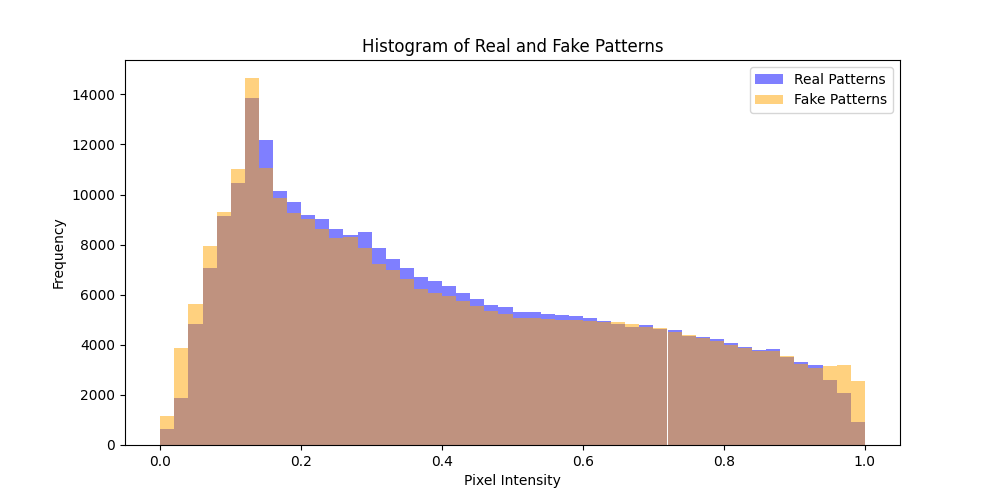 Histogram of Real and Fake Patterns
Real Patterns
Fake Patterns
14000
12000
10000
8000
6000
4000
2000
0
Frequency
0.0 0.2 0.4 0.6 0.8 1.0
Pixel Intensity